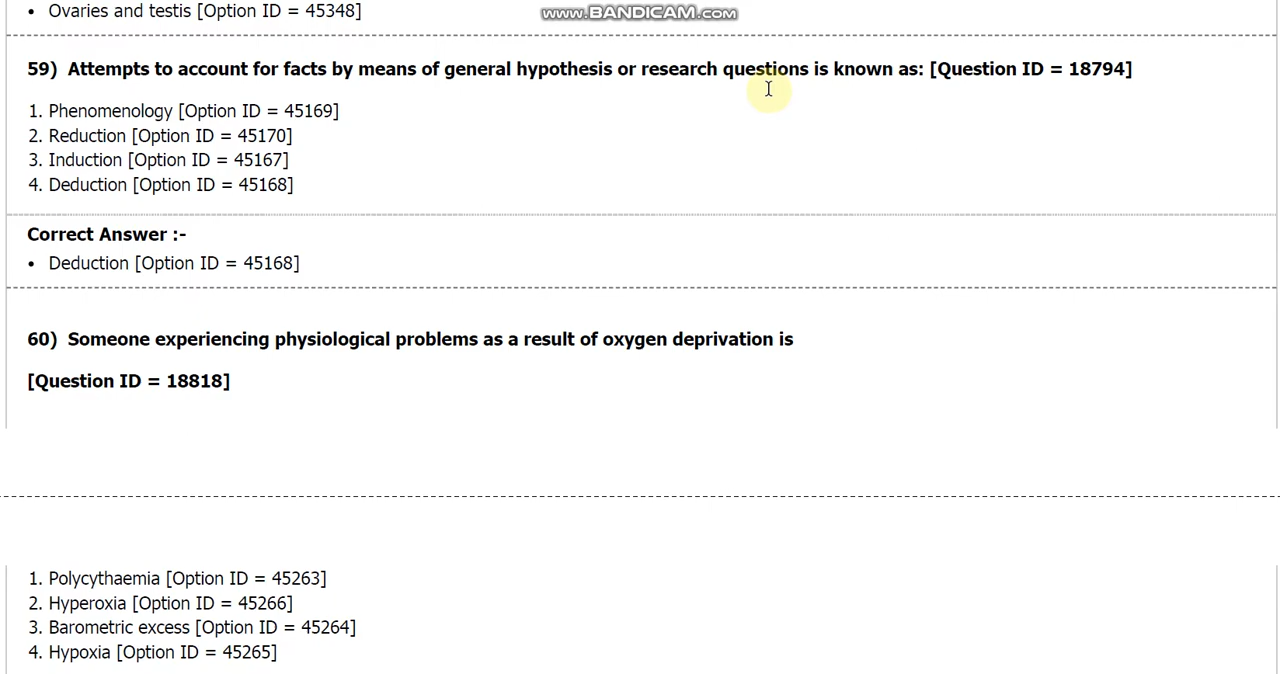 • Ovaries and testis [Option ID = 45348]
www.BANDICAM.com
59) Attempts to account for facts by means of general hypothesis or research questions is known as: [Question ID = 18794]
1. Phenomenology [Option ID = 45169]
2. Reduction [Option ID = 45170]
3. Induction [Option ID = 45167]
4. Deduction [Option ID = 45168]
Correct Answer :-
• Deduction [Option ID = 45168]
60) Someone experiencing physiological problems as a result of oxygen deprivation is
[Question ID = 18818]
1. Polycythaemia [Option ID = 45263]
2. Hyperoxia [Option ID = 45266]
3. Barometric excess [Option ID = 45264]
4. Hypoxia [Option ID = 45265]